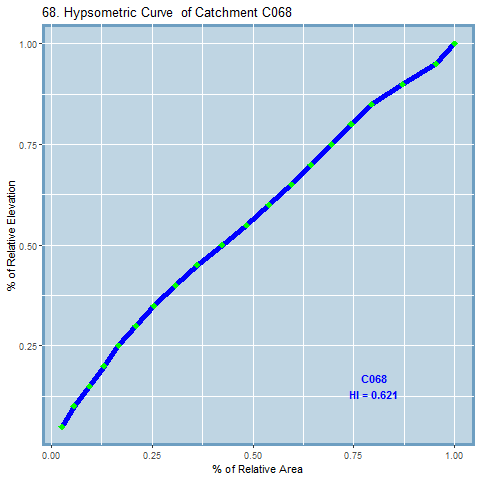 68. Hypsometric Curve  of Catchment C068
1.00
0.75
0.50
0.25
% of Relative Elevation
C068
HI = 0.621
0.00 0.25 0.50 0.75 1.00
% of Relative Area